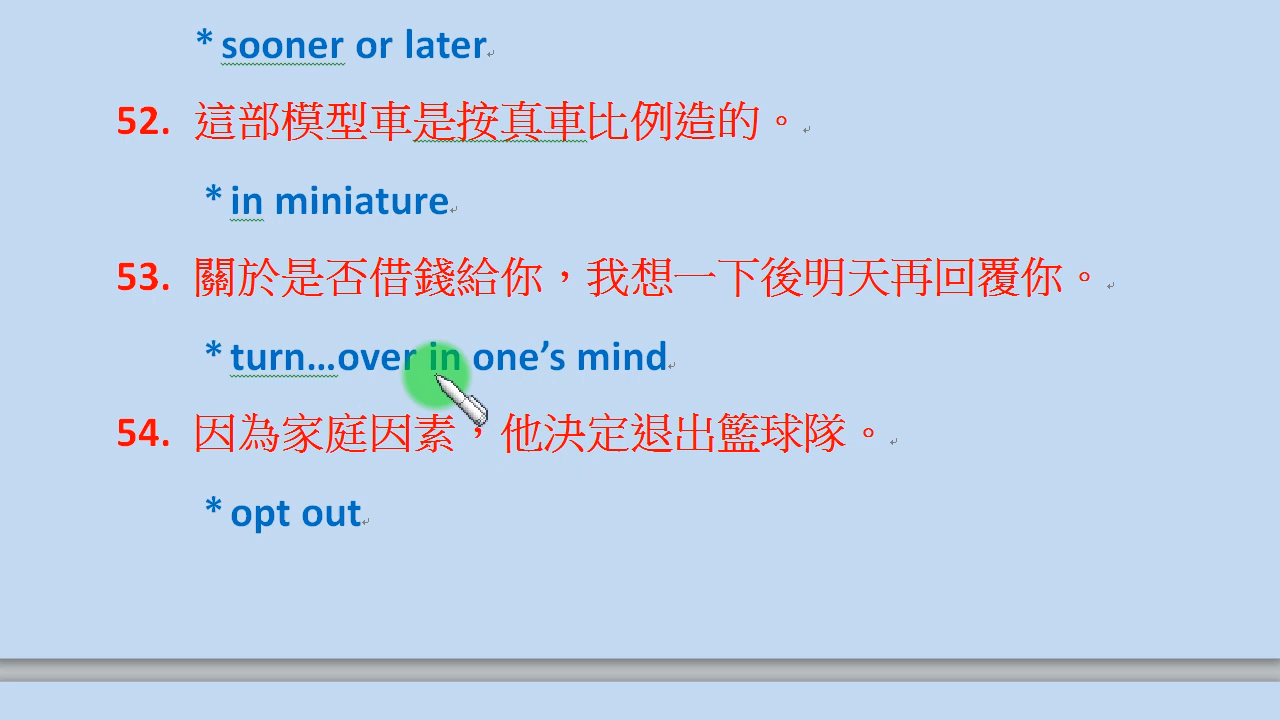 * sooner or later
52. 這部模型車是按真車比例造的。
* in miniature
53. 關於是否借錢給你，我想一下後明天再回覆你。
* turn…over in one’s mind
54. 因為家庭因素，他決定退出籃球隊。
* opt out